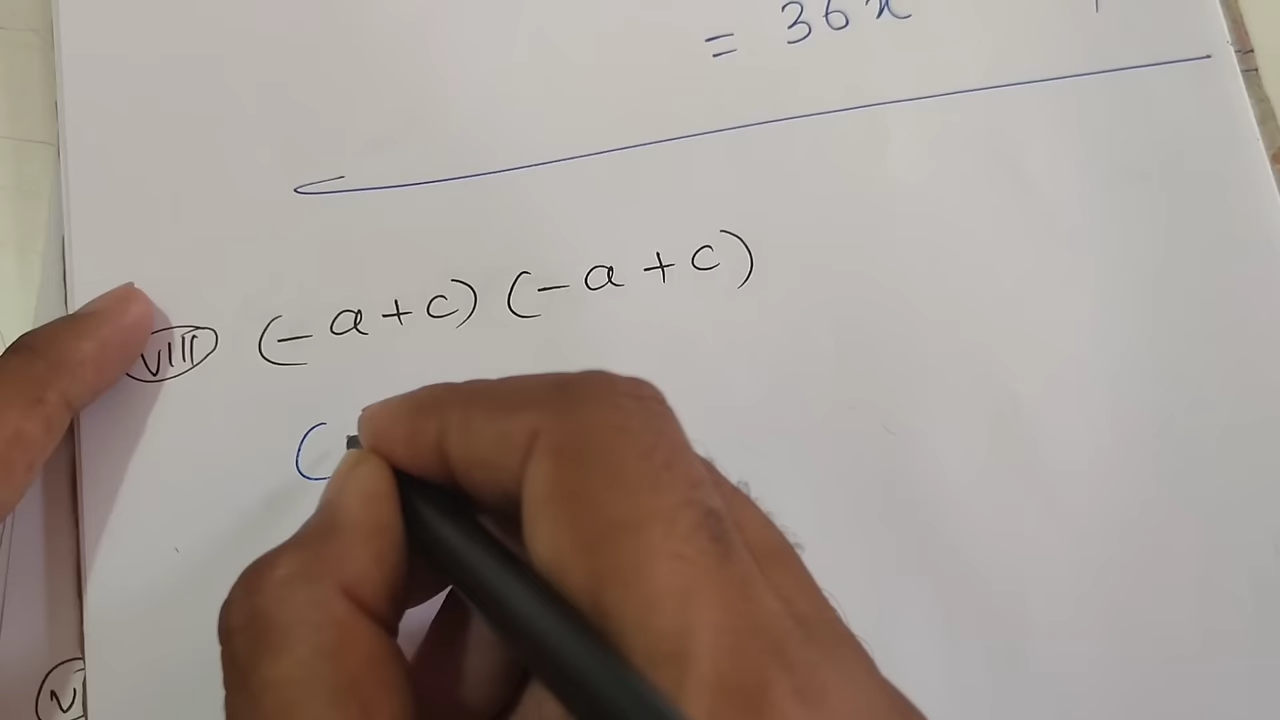 = 36x
VIII (-a+c) (-a+c)
(
V